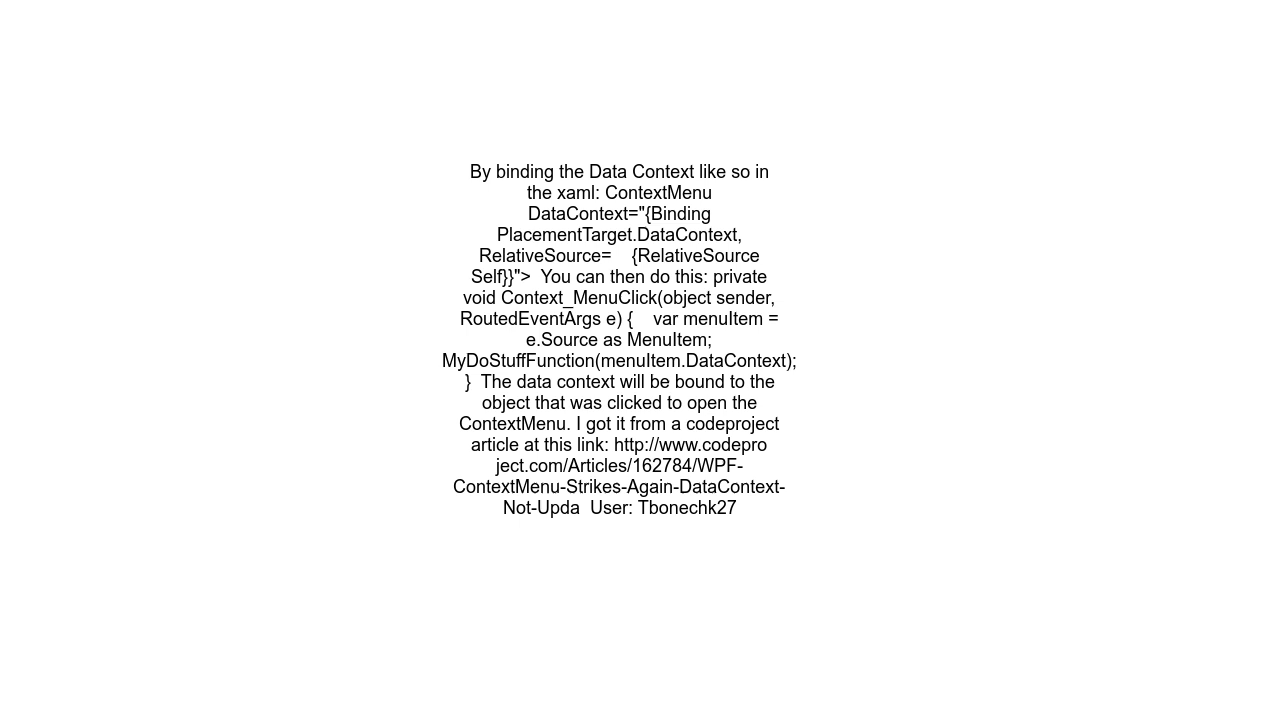 By binding the Data Context like so in
the xaml: ContextMenu
DataContext="{Binding
PlacementTarget.DataContext,
RelativeSource=    {RelativeSource
Self}}">  You can then do this: private
void Context_MenuClick(object sender,
RoutedEventArgs e) {    var menuItem =
e.Source as MenuItem;
MyDoStuffFunction(menuItem.DataContext);
}  The data context will be bound to the
object that was clicked to open the
ContextMenu. I got it from a codeproject
article at this link: http://www.codepro
ject.com/Articles/162784/WPF-
ContextMenu-Strikes-Again-DataContext-
Not-Upda  User: Tbonechk27